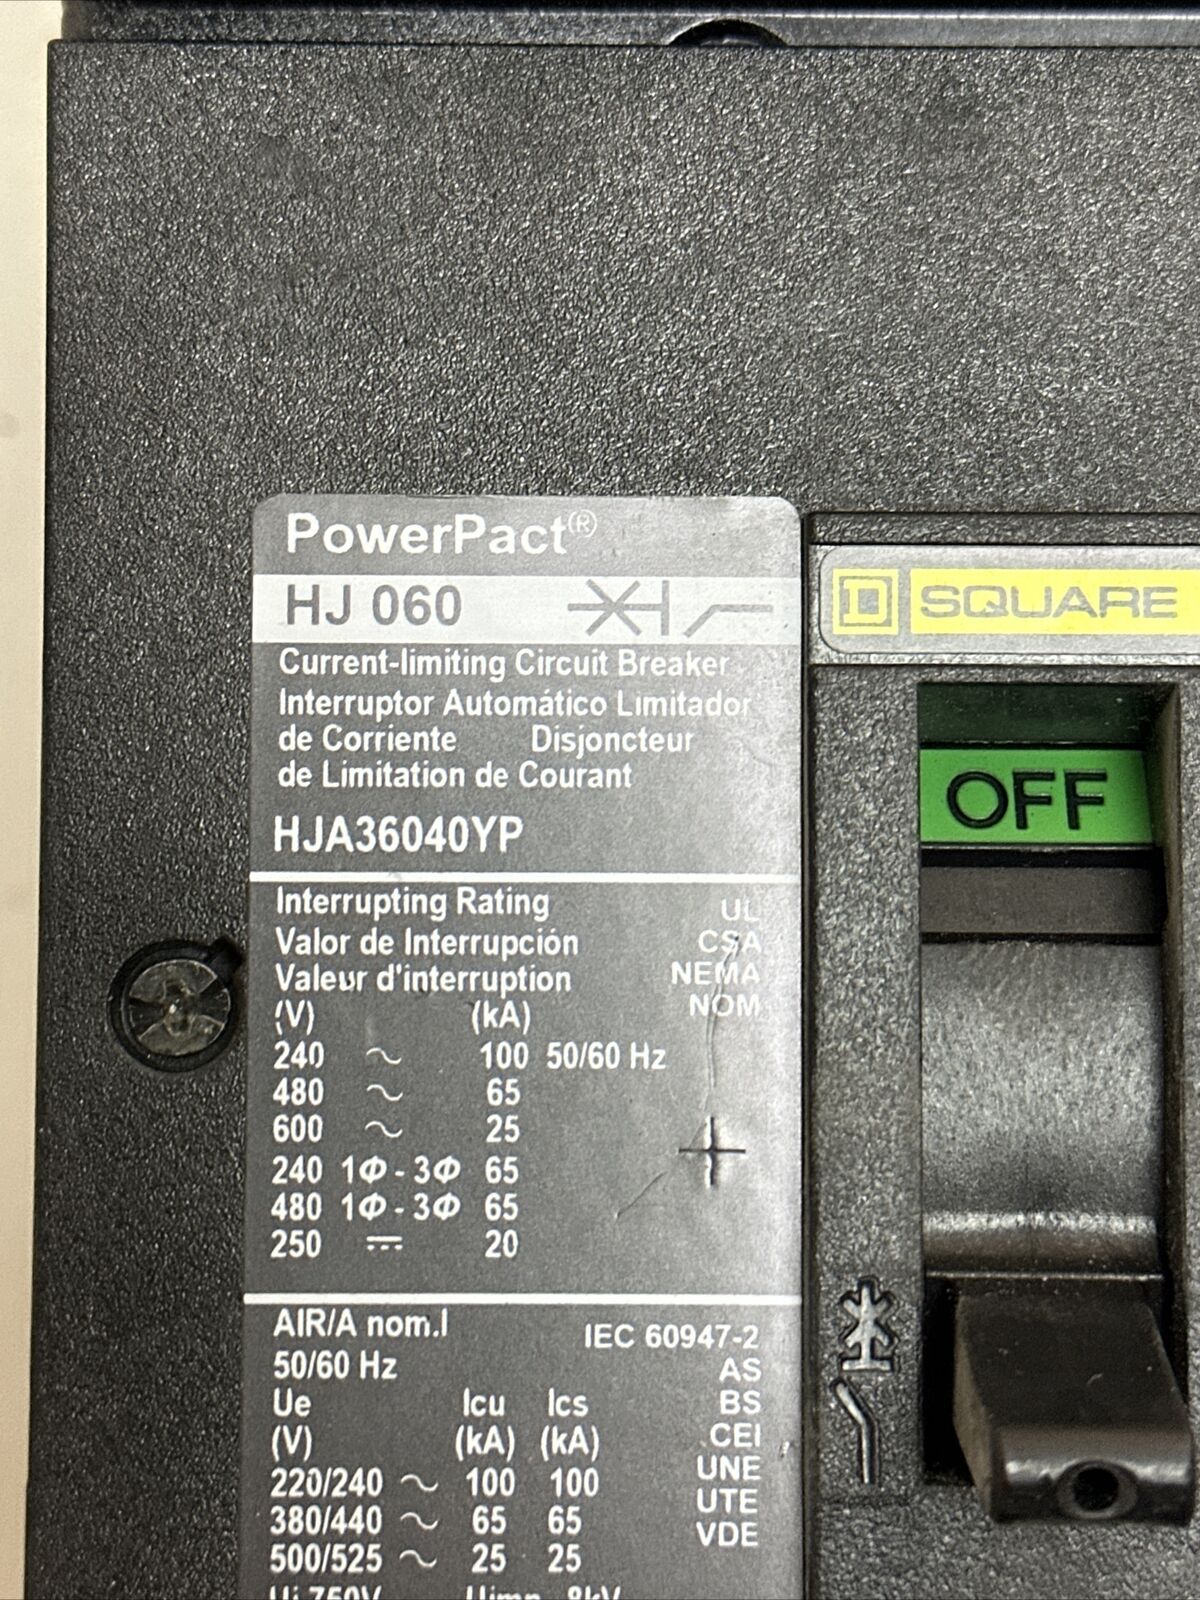 PowerPact®
HJ 060
Current-limiting Circuit Breaker
Interruptor Automático Limitador
de Corriente Disjoncteur
de Limitation de Courant
HJA36040YP
Interrupting Rating UL
Valor de Interrupción CSA
Valeur d'interruption NEMA
NOM
(V) (kA)
240 ~ 100 50/60 Hz
480 ~ 65
600 ~ 25
240 1Φ - 3Φ 65
480 1Φ - 3Φ 65
250 ⎓ 20
AIR/A nom.I IEC 60947-2
50/60 Hz AS
Ue Icu Ics BS
(V) (kA) (kA) CEI
220/240 ~ 100 100 UNE
380/440 ~ 65 65 UTE
500/525 ~ 25 25 VDE
Ui 750V Uimp 8kV
D SQUARE
OFF